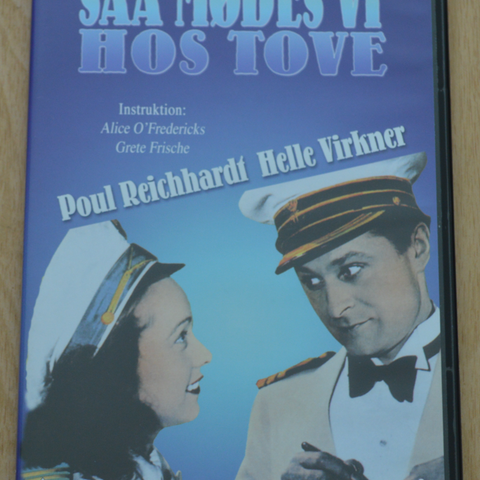 SAA MØDES VI
HOS TOVE
Instruktion:
Alice O'Fredericks
Grete Frische
Poul Reichhardt Helle Virkner